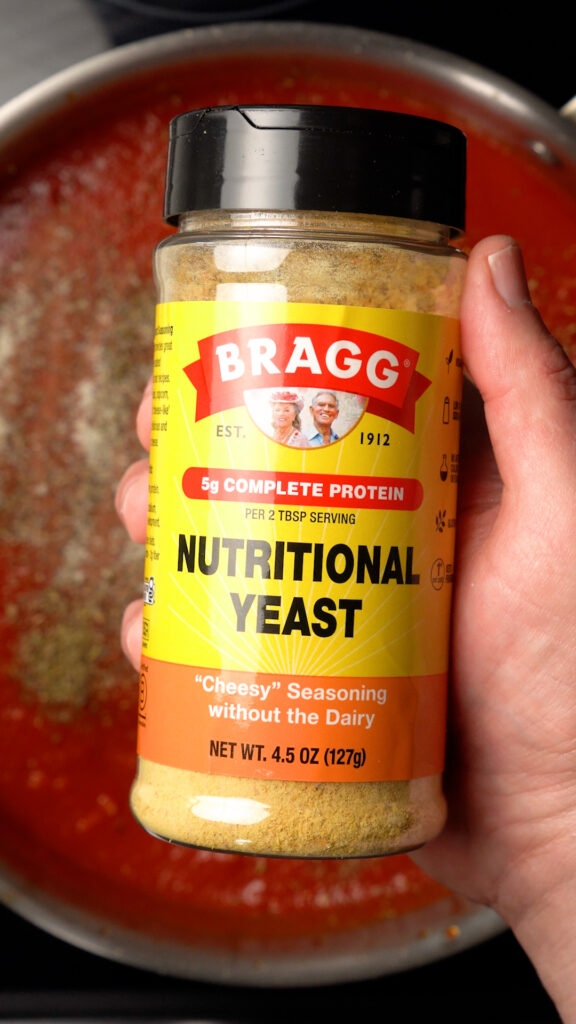 BRAGG®
EST. 1912
5g COMPLETE PROTEIN
PER 2 TBSP SERVING
NUTRITIONAL
YEAST
“Cheesy” Seasoning
without the Dairy
NET WT. 4.5 OZ (127g)